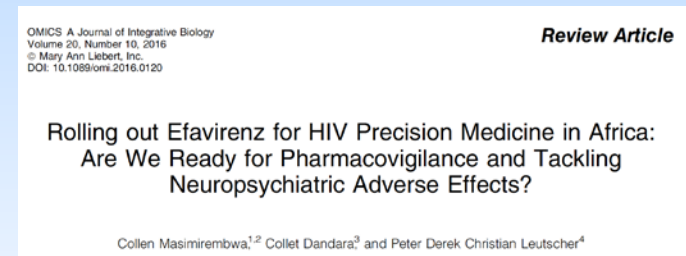 OMICS A Journal of Integrative Biology
Volume 20, Number 10, 2016
© Mary Ann Liebert, Inc.
DOI: 10.1089/omi.2016.0120
Review Article
Rolling out Efavirenz for HIV Precision Medicine in Africa:
Are We Ready for Pharmacovigilance and Tackling
Neuropsychiatric Adverse Effects?
Collen Masimirembwa,1,2 Collet Dandara,3 and Peter Derek Christian Leutscher4